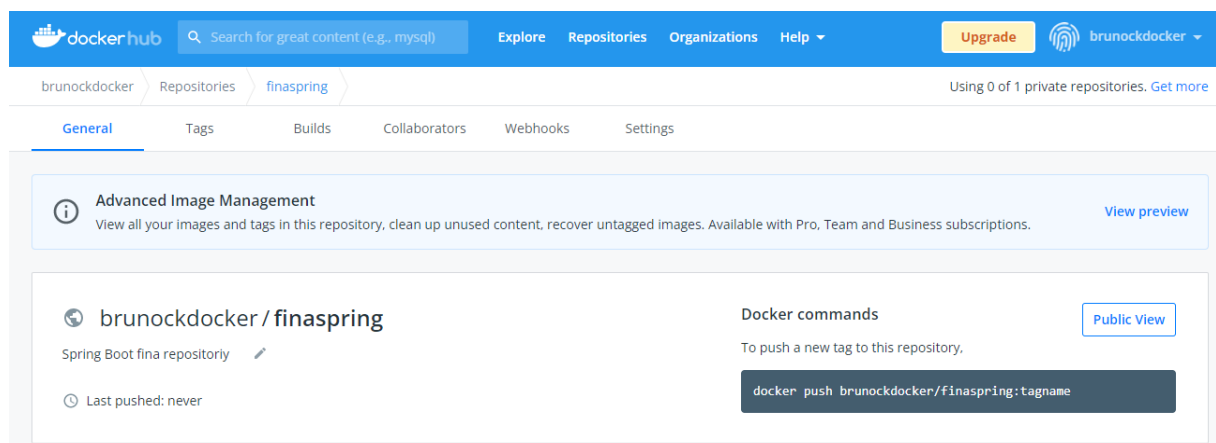 dockerhub Search for great content (e.g., mysql) Explore Repositories Organizations Help Upgrade brunockdocker
brunockdocker Repositories finaspring Using 0 of 1 private repositories. Get more
General Tags Builds Collaborators Webhooks Settings
Advanced Image Management
View all your images and tags in this repository, clean up unused content, recover untagged images. Available with Pro, Team and Business subscriptions.
View preview
brunockdocker / finaspring
Spring Boot fina repositoriy
Last pushed: never
Docker commands
Public View
To push a new tag to this repository,
docker push brunockdocker/finaspring:tagname